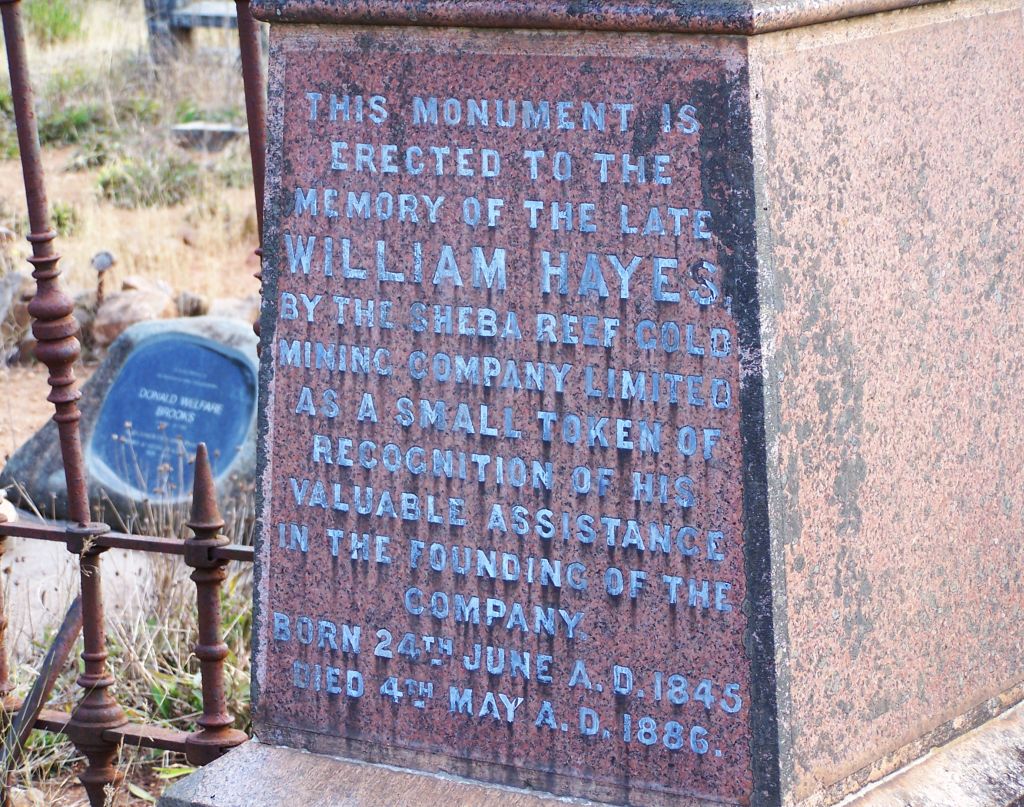 THIS MONUMENT IS
ERECTED TO THE
MEMORY OF THE LATE
WILLIAM HAYES,
BY THE SHEBA REEF GOLD
MINING COMPANY LIMITED
AS A SMALL TOKEN OF
RECOGNITION OF HIS
VALUABLE ASSISTANCE
IN THE FOUNDING OF THE
COMPANY.
BORN 24TH JUNE A.D. 1845
DIED 4TH MAY A.D. 1886.
DONALD WELFARE
BROOKS